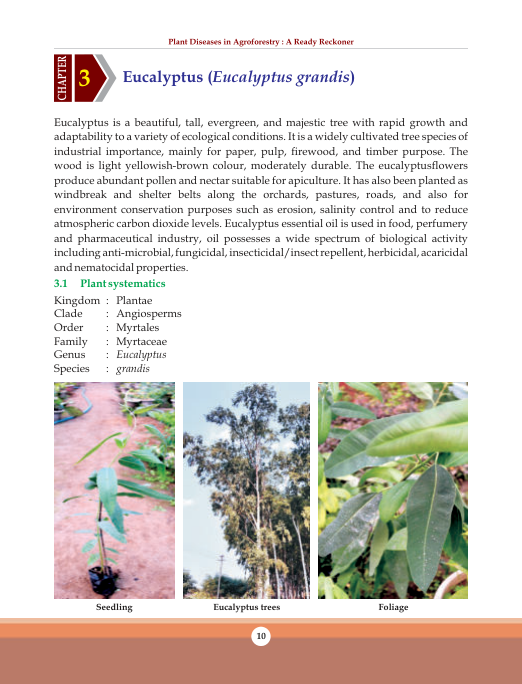 Plant Diseases in Agroforestry : A Ready Reckoner
CHAPTER
3
Eucalyptus (Eucalyptus grandis)
Eucalyptus is a beautiful, tall, evergreen, and majestic tree with rapid growth and
adaptability to a variety of ecological conditions. It is a widely cultivated tree species of
industrial importance, mainly for paper, pulp, firewood, and timber purpose. The
wood is light yellowish-brown colour, moderately durable. The eucalyptusflowers
produce abundant pollen and nectar suitable for apiculture. It has also been planted as
windbreak and shelter belts along the orchards, pastures, roads, and also for
environment conservation purposes such as erosion, salinity control and to reduce
atmospheric carbon dioxide levels. Eucalyptus essential oil is used in food, perfumery
and pharmaceutical industry, oil possesses a wide spectrum of biological activity
including anti-microbial, fungicidal, insecticidal/insect repellent, herbicidal, acaricidal
and nematocidal properties.
3.1 Plant systematics
Kingdom : Plantae
Clade : Angiosperms
Order : Myrtales
Family : Myrtaceae
Genus : Eucalyptus
Species : grandis
Seedling
Eucalyptus trees
Foliage
10